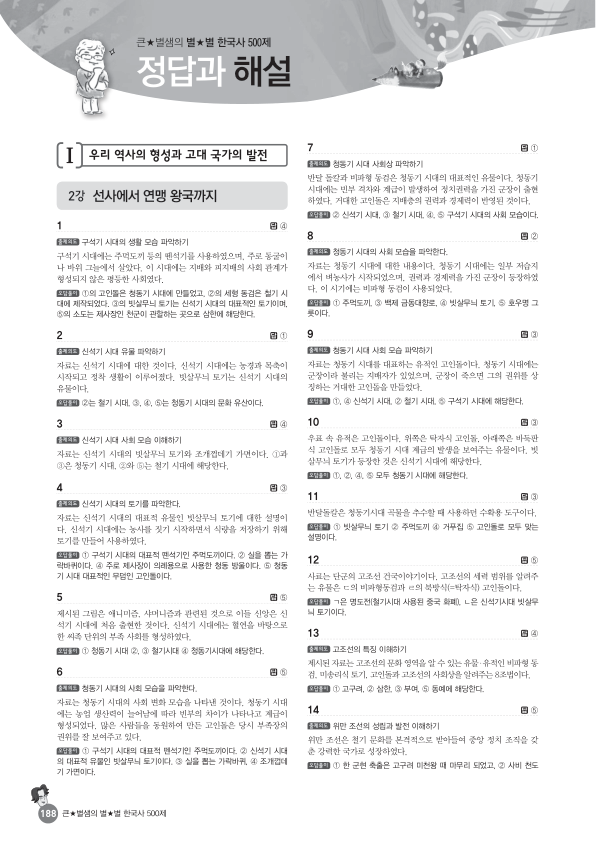 큰★별샘의 별★별 한국사 500제
정답과 해설
I 우리 역사의 형성과 고대 국가의 발전
2강 선사에서 연맹 왕국까지
1 답 ④
출제의도 구석기 시대의 생활 모습 파악하기
구석기 시대에는 주먹도끼 등의 뗀석기를 사용하였으며, 주로 동굴이
나 바위 그늘에서 살았다. 이 시대에는 지배와 피지배의 사회 관계가
형성되지 않은 평등한 사회였다.
오답풀이 ①의 고인돌은 청동기 시대에 만들었고, ②의 세형 동검은 철기 시
대에 제작되었다. ③의 빗살무늬 토기는 신석기 시대의 대표적인 토기이며,
⑤의 소도는 제사장인 천군이 관할하는 곳으로 삼한에 해당한다.
2 답 ①
출제의도 신석기 시대 유물 파악하기
자료는 신석기 시대에 대한 것이다. 신석기 시대에는 농경과 목축이
시작되고 정착 생활이 이루어졌다. 빗살무늬 토기는 신석기 시대의
유물이다.
오답풀이 ②는 철기 시대, ③, ④, ⑤는 청동기 시대의 문화 유산이다.
3 답 ④
출제의도 신석기 시대 사회 모습 이해하기
자료는 신석기 시대의 빗살무늬 토기와 조개껍데기 가면이다. ①과
③은 청동기 시대, ②와 ⑤는 철기 시대에 해당한다.
4 답 ③
출제의도 신석기 시대의 토기를 파악한다.
자료는 신석기 시대의 대표적 유물인 빗살무늬 토기에 대한 설명이
다. 신석기 시대에는 농사를 짓기 시작하면서 식량을 저장하기 위해
토기를 만들어 사용하였다.
오답풀이 ① 구석기 시대의 대표적 뗀석기인 주먹도끼이다. ② 실을 뽑는 가
락바퀴이다. ④ 주로 제사장이 의례용으로 사용한 청동 방울이다. ⑤ 청동
기 시대 대표적인 무덤인 고인돌이다.
5 답 ⑤
제시된 그림은 애니미즘, 샤머니즘과 관련된 것으로 이들 신앙은 신
석기 시대에 처음 출현한 것이다. 신석기 시대에는 혈연을 바탕으로
한 씨족 단위의 부족 사회를 형성하였다.
오답풀이 ① 청동기 시대 ②, ③ 철기시대 ④ 청동기시대에 해당한다.
6 답 ⑤
출제의도 청동기 시대의 사회 모습을 파악한다.
자료는 청동기 시대의 사회 변화 모습을 나타낸 것이다. 청동기 시대
에는 농업 생산력이 늘어남에 따라 빈부의 차이가 나타나고 계급이
형성되었다. 많은 사람들을 동원하여 만든 고인돌은 당시 부족장의
권위를 잘 보여주고 있다.
오답풀이 ① 구석기 시대의 대표적 뗀석기인 주먹도끼이다. ② 신석기 시대
의 대표적인 빗살무늬 토기이다. ③ 실을 뽑는 가락바퀴, ④ 조개껍데
기 가면이다.
7 답 ①
출제의도 청동기 시대 사회상 파악하기
반달 돌칼과 비파형 동검은 청동기 시대의 대표적인 유물이다. 청동기
시대에는 빈부 격차와 계급이 발생하여 정치권력을 가진 군장이 출현
하였다. 거대한 고인돌은 지배층의 권력과 경제력이 반영된 것이다.
오답풀이 ② 신석기 시대, ③ 철기 시대, ④, ⑤ 구석기 시대의 사회 모습이다.
8 답 ②
출제의도 청동기 시대의 사회 모습을 파악한다.
자료는 청동기 시대에 대한 내용이다. 청동기 시대에는 일부 저습지
에서 벼농사가 시작되었으며, 권력과 경제력을 가진 군장이 등장하였
다. 이 시기에는 비파형 동검이 사용되었다.
오답풀이 ① 주먹도끼, ③ 백제 금동대향로, ④ 빗살무늬 토기, ⑤ 호우명 그
릇이다.
9 답 ③
출제의도 청동기 시대 사회 모습 파악하기
자료는 청동기 시대를 대표하는 유적인 고인돌이다. 청동기 시대에는
군장이라 불리는 지배자가 있었으며, 군장이 죽으면 그의 권위를 상
징하는 거대한 고인돌을 만들었다.
오답풀이 ①, ④ 신석기 시대, ② 철기 시대, ⑤ 구석기 시대에 해당한다.
10 답 ③
우표 속 유적은 고인돌이다. 위쪽은 탁자식 고인돌, 아래쪽은 바둑판
식 고인돌로 모두 청동기 시대 계급의 발생을 보여주는 유물이다. 빗
살무늬 토기가 등장한 것은 신석기 시대에 해당한다.
오답풀이 ①, ②, ④, ⑤ 모두 청동기 시대에 해당한다.
11 답 ③
반달돌칼은 청동기시대 곡물을 추수할 때 사용하던 수확용 도구이다.
오답풀이 ① 빗살무늬 토기 ② 주먹도끼 ④ 거푸집 ⑤ 고인돌로 모두 맞는
설명이다.
12 답 ⑤
사료는 단군의 고조선 건국이야기이다. 고조선의 세력 범위를 알려주
는 유물은 ㄷ의 비파형동검과 ㄹ의 북방식(=탁자식) 고인돌이다.
오답풀이 ㄱ은 명도전(철기시대 사용된 중국 화폐), ㄴ은 신석기시대 빗살무
늬 토기이다.
13 답 ④
출제의도 고조선의 특징 이해하기
제시된 자료는 고조선의 문화 영역을 알 수 있는 유물·유적인 비파형 동
검, 미송리식 토기, 고인돌과 고조선의 사회상을 알려주는 8조법이다.
오답풀이 ① 고구려, ② 삼한, ③ 부여, ⑤ 동예에 해당한다.
14 답 ⑤
출제의도 위만 조선의 성립과 발전 이해하기
위만 조선은 철기 문화를 본격적으로 받아들여 중앙 정치 조직을 갖
춘 강력한 국가로 성장하였다.
오답풀이 ① 한 군현 축출은 고구려 미천왕 때 마무리 되었고, ② 사비 천도
188 큰★별샘의 별★별 한국사 500제